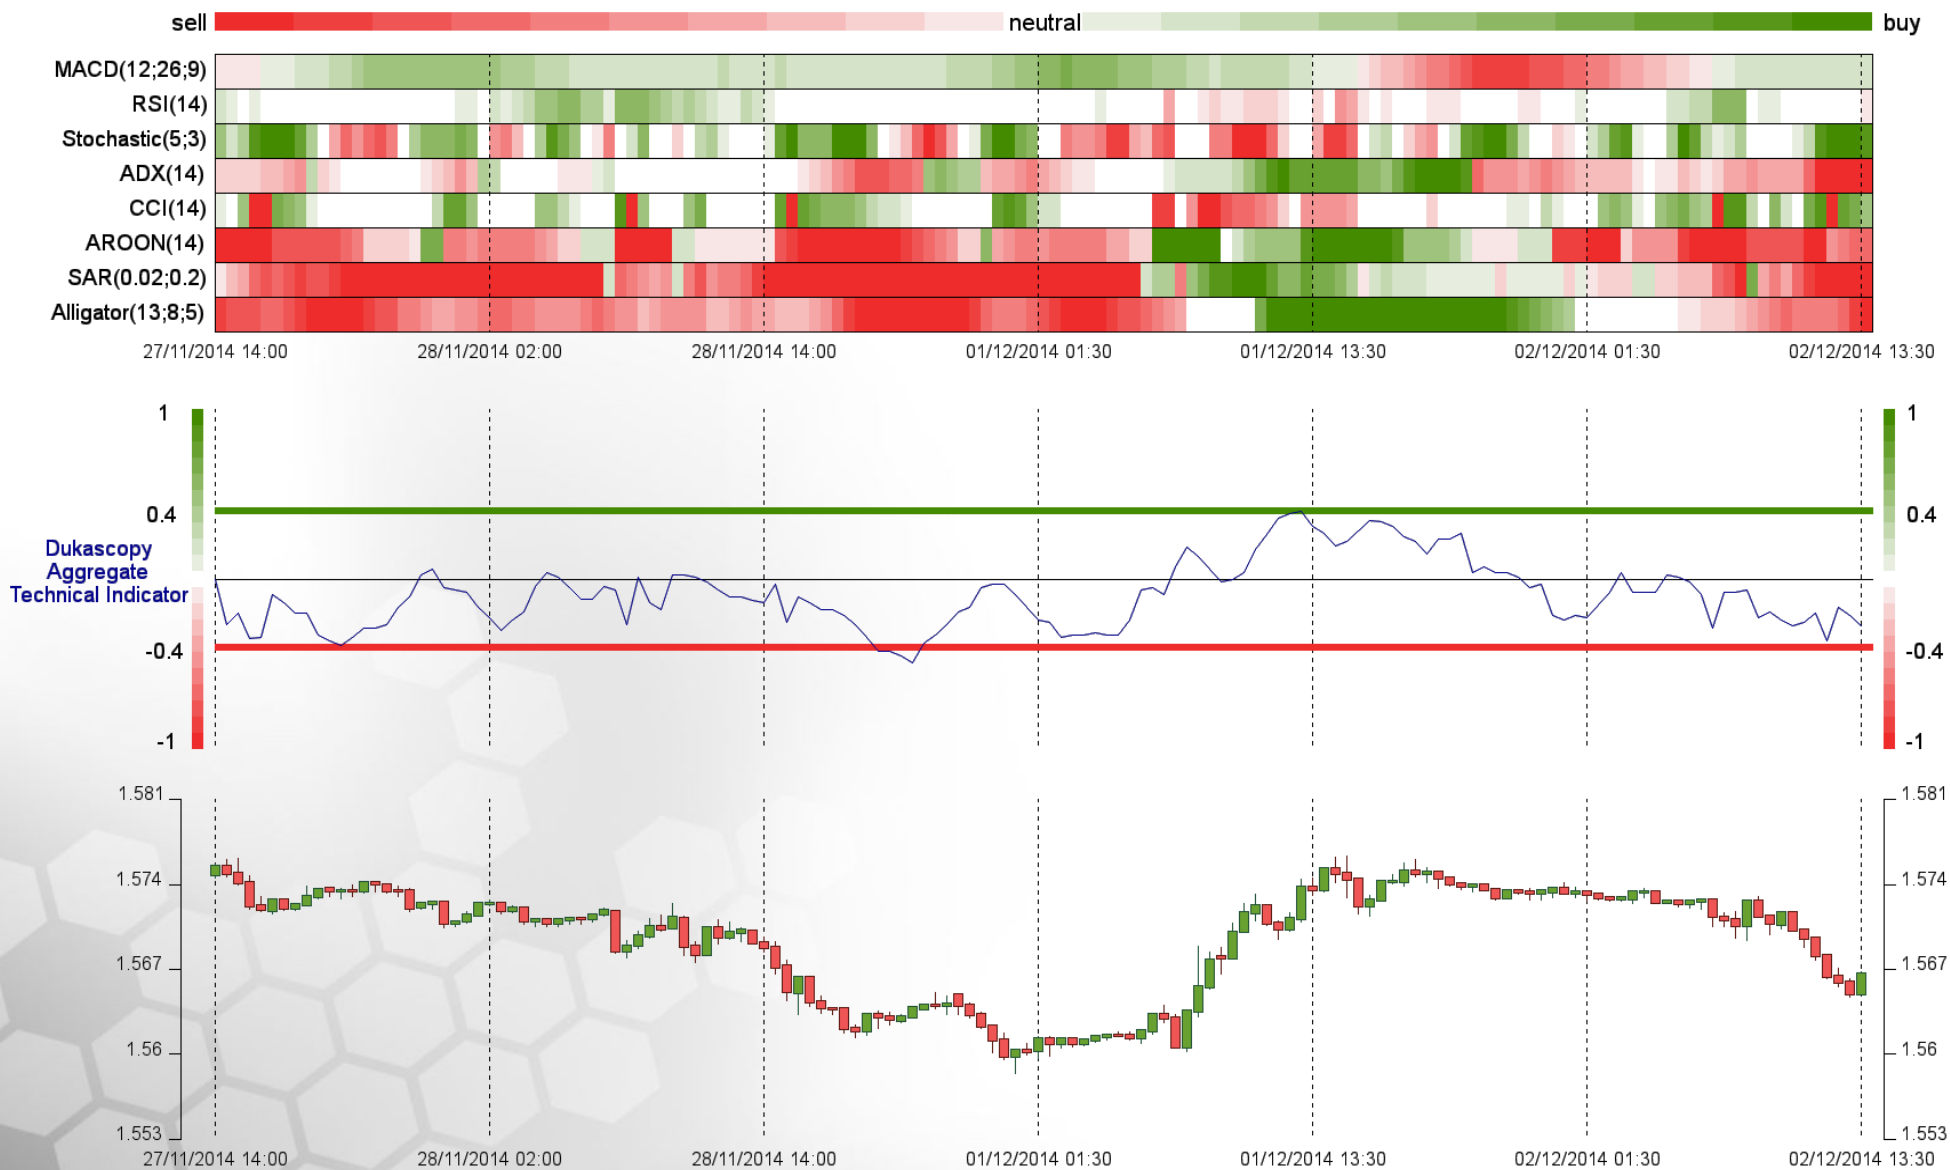 sell neutral buy
MACD(12;26;9)
RSI(14)
Stochastic(5;3)
ADX(14)
CCI(14)
AROON(14)
SAR(0.02;0.2)
Alligator(13;8;5)
27/11/2014 14:00 28/11/2014 02:00 28/11/2014 14:00 01/12/2014 01:30 01/12/2014 13:30 02/12/2014 01:30 02/12/2014 13:30
1 1
0.4 0.4
Dukascopy
Aggregate
Technical Indicator
-0.4 -0.4
-1 -1
1.581 1.581
1.574 1.574
1.567 1.567
1.56 1.56
1.553 1.553
27/11/2014 14:00 28/11/2014 02:00 28/11/2014 14:00 01/12/2014 01:30 01/12/2014 13:30 02/12/2014 01:30 02/12/2014 13:30